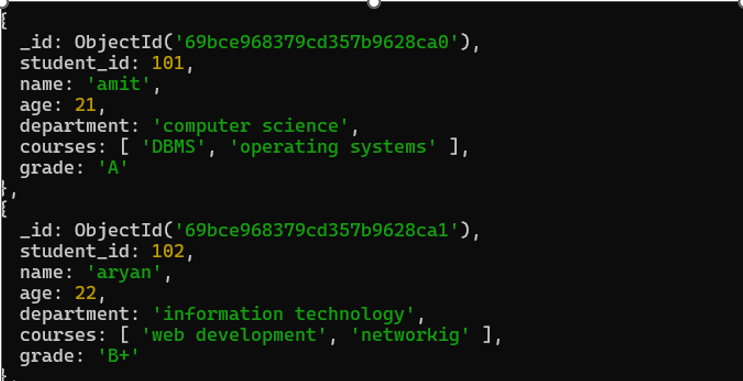 {
_id: ObjectId('69bce968379cd357b9628ca0'),
student_id: 101,
name: 'amit',
age: 21,
department: 'computer science',
courses: [ 'DBMS', 'operating systems' ],
grade: 'A'
},
{
_id: ObjectId('69bce968379cd357b9628ca1'),
student_id: 102,
name: 'aryan',
age: 22,
department: 'information technology',
courses: [ 'web development', 'networkig' ],
grade: 'B+'
},